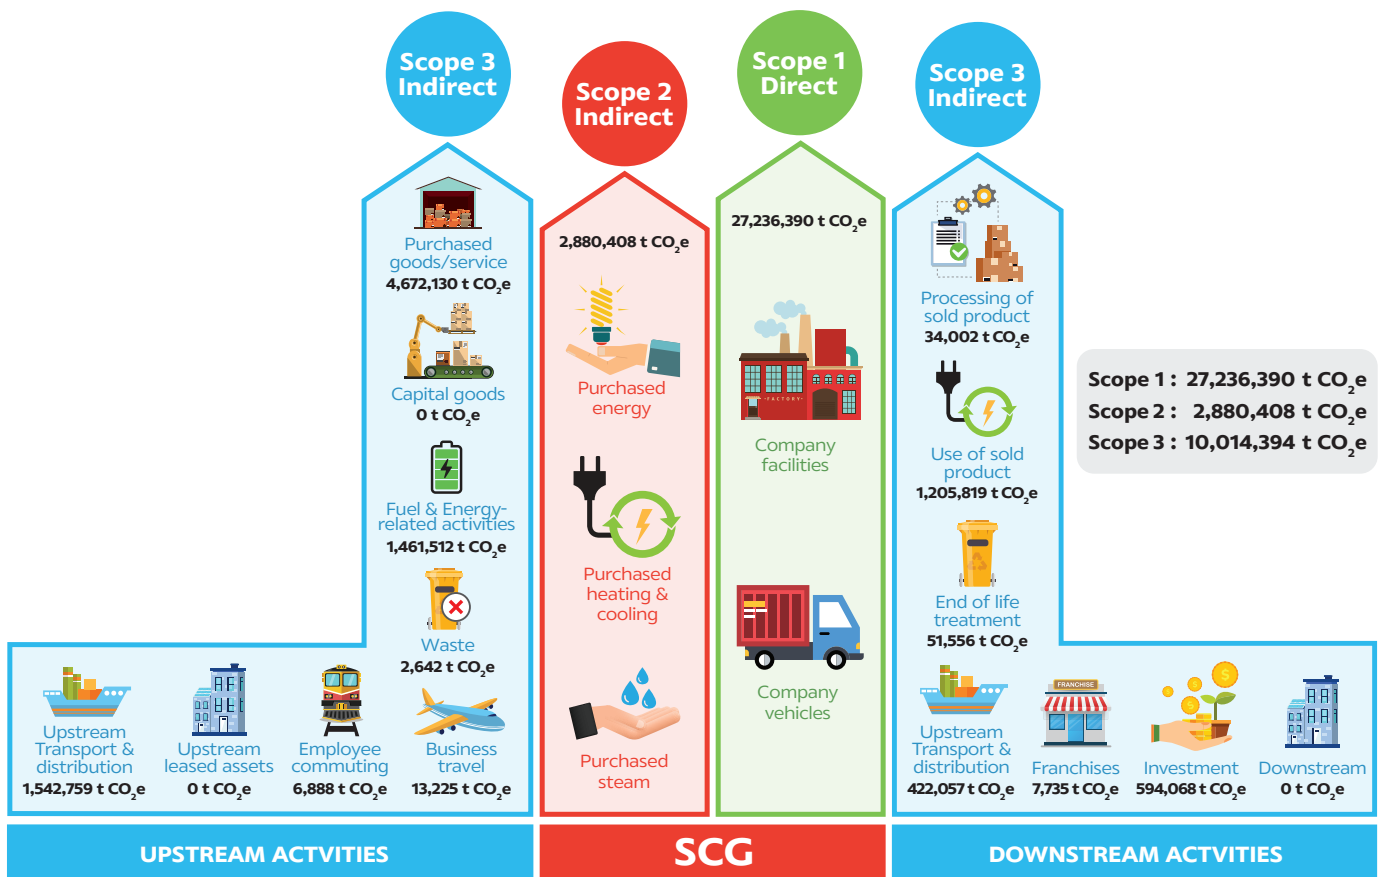 Scope 3
Indirect
Scope 2
Indirect
Scope 1
Direct
Scope 3
Indirect
Purchased
goods/service
4,672,130 t CO2e
Capital goods
0 t CO2e
Fuel & Energy-
related activities
1,461,512 t CO2e
Waste
2,642 t CO2e
Upstream
Transport &
distribution
1,542,759 t CO2e
Upstream
leased assets
0 t CO2e
Employee
commuting
6,888 t CO2e
Business
travel
13,225 t CO2e
2,880,408 t CO2e
Purchased
energy
Purchased
heating &
cooling
Purchased
steam
27,236,390 t CO2e
FACTORY
Company
facilities
Company
vehicles
Processing of
sold product
34,002 t CO2e
Use of sold
product
1,205,819 t CO2e
End of life
treatment
51,556 t CO2e
Upstream
Transport &
distribution
422,057 t CO2e
FRANCHISE
Franchises
7,735 t CO2e
Investment
594,068 t CO2e
Downstream
0 t CO2e
Scope 1 : 27,236,390 t CO2e
Scope 2 : 2,880,408 t CO2e
Scope 3 : 10,014,394 t CO2e
UPSTREAM ACTVITIES
SCG
DOWNSTREAM ACTVITIES